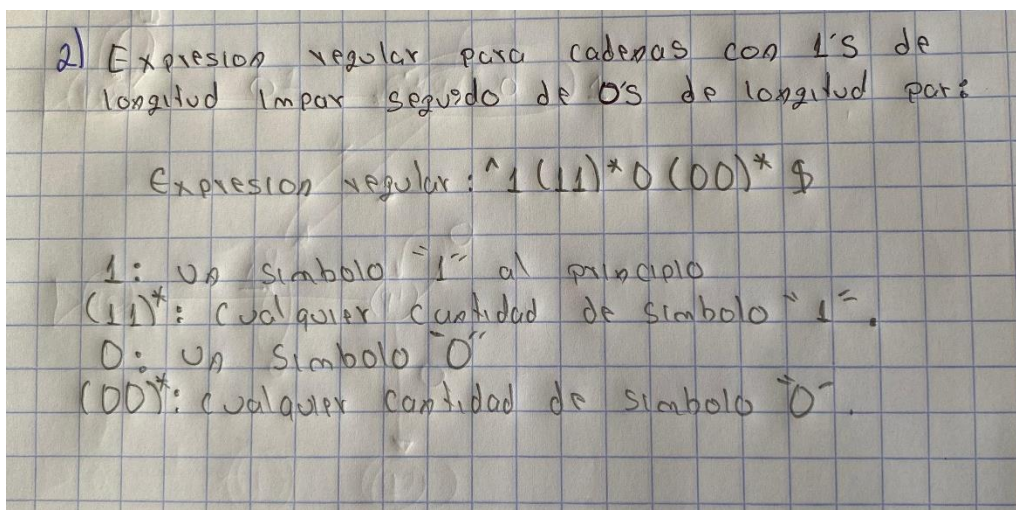 2) Expresion regular para cadenas con 1's de
longitud impar seguido de 0's de longitud par:
Expresion regular: ^1(11)*0(00)*$
1: un simbolo "1" al principio
(11)*: Cualquier cantidad de simbolo "1".
0: un simbolo "0"
(00)*: cualquier cantidad de simbolo "0".